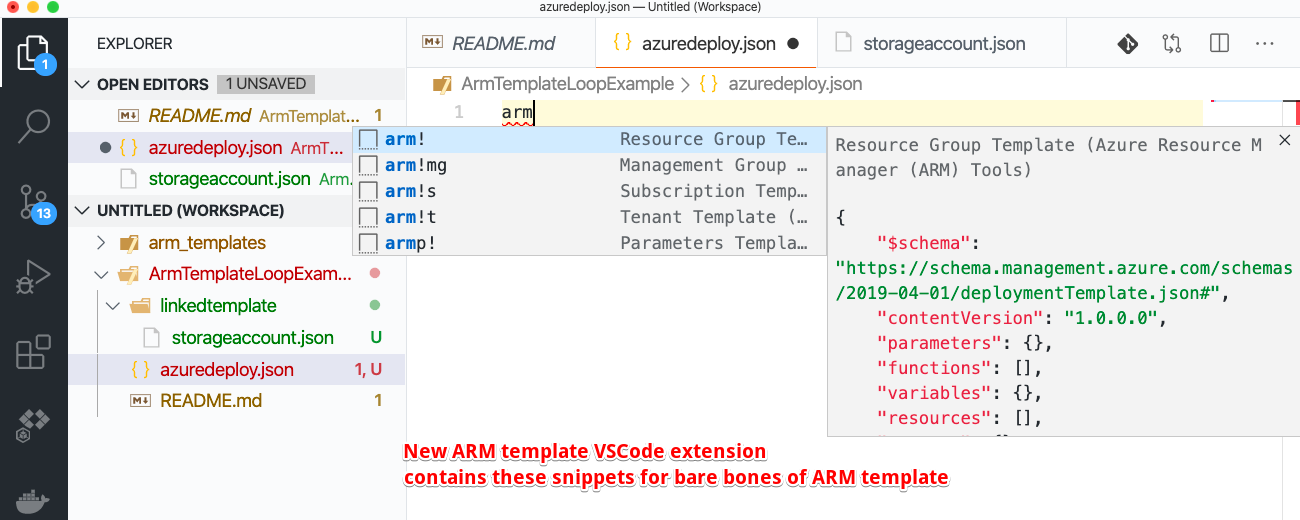 azuredeploy.json — Untitled (Workspace)
EXPLORER
OPEN EDITORS 1 UNSAVED
README.md ArmTemplat... 1
azuredeploy.json ArmT...
storageaccount.json Arm.
UNTITLED (WORKSPACE)
arm_templates
ArmTemplateLoopExam...
linkedtemplate
storageaccount.json U
azuredeploy.json 1, U
README.md 1
1
13
README.md azuredeploy.json storageaccount.json
ArmTemplateLoopExample > { } azuredeploy.json
1 arm
arm! Resource Group Te…
arm!mg Management Group …
arm!s Subscription Temp…
arm!t Tenant Template (…
armp! Parameters Templa…
Resource Group Template (Azure Resource M
anager (ARM) Tools)
{
"$schema":
"https://schema.management.azure.com/schemas
/2019-04-01/deploymentTemplate.json#",
"contentVersion": "1.0.0.0",
"parameters": {},
"functions": [],
"variables": {},
"resources": [],
New ARM template VSCode extension
contains these snippets for bare bones of ARM template